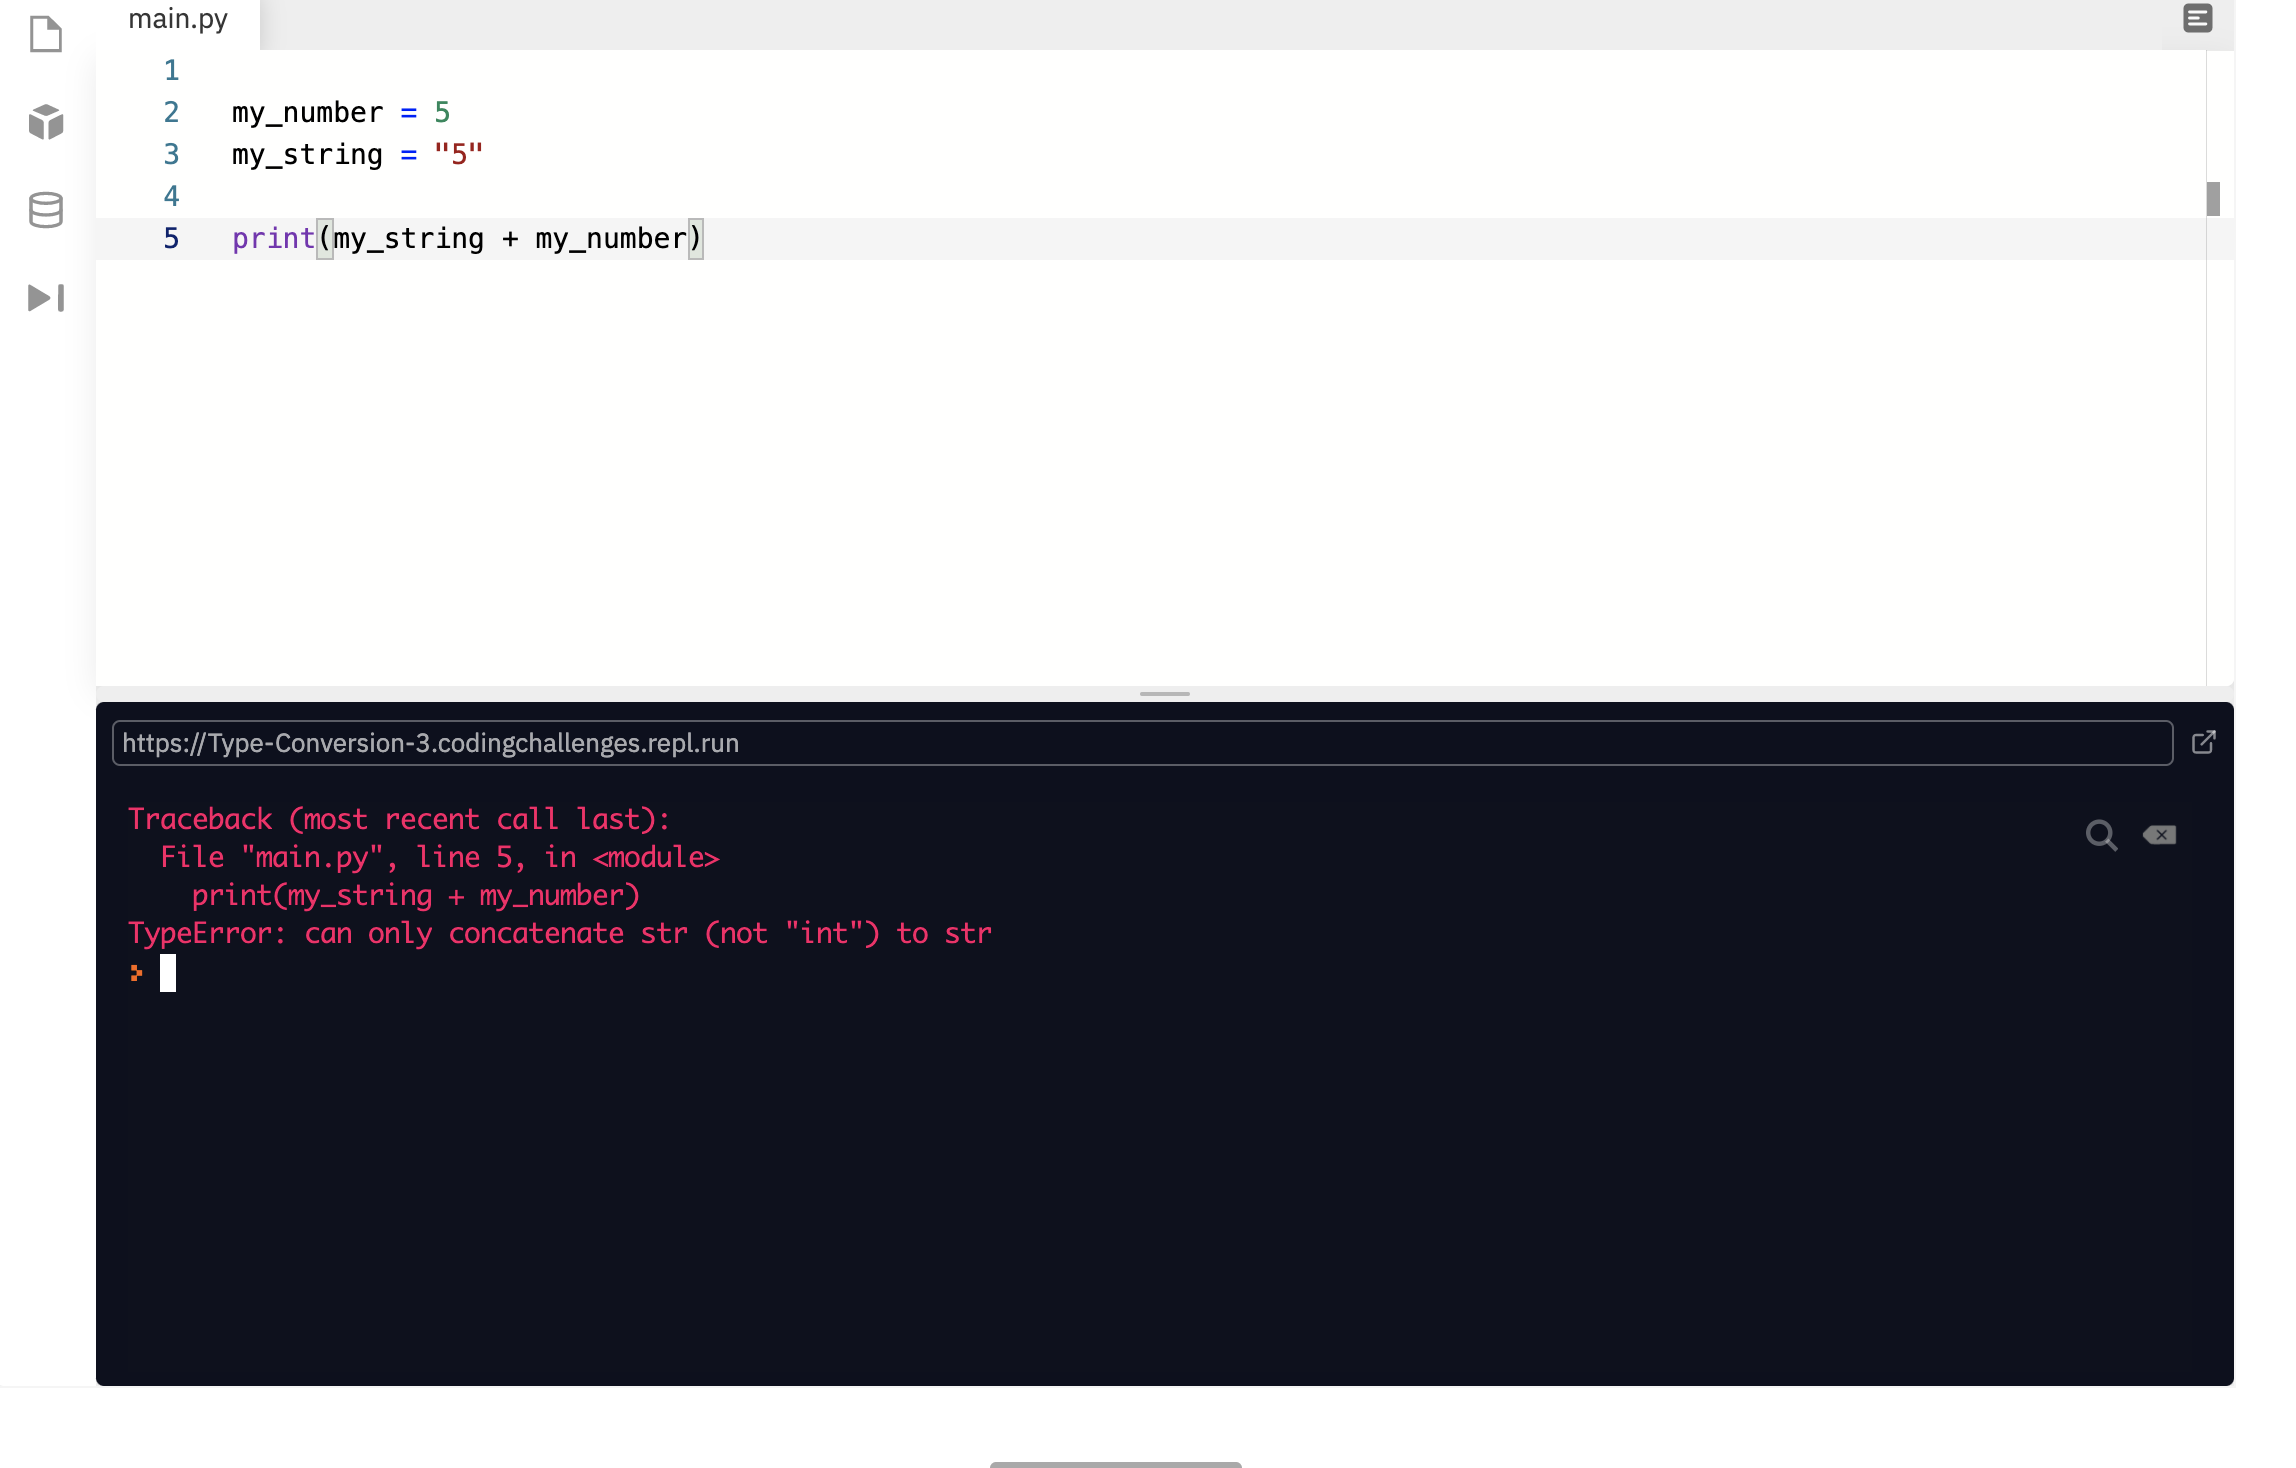 main.py
1
2 my_number = 5
3 my_string = "5"
4
5 print(my_string + my_number)
https://Type-Conversion-3.codingchallenges.repl.run
Traceback (most recent call last):
  File "main.py", line 5, in <module>
    print(my_string + my_number)
TypeError: can only concatenate str (not "int") to str
>